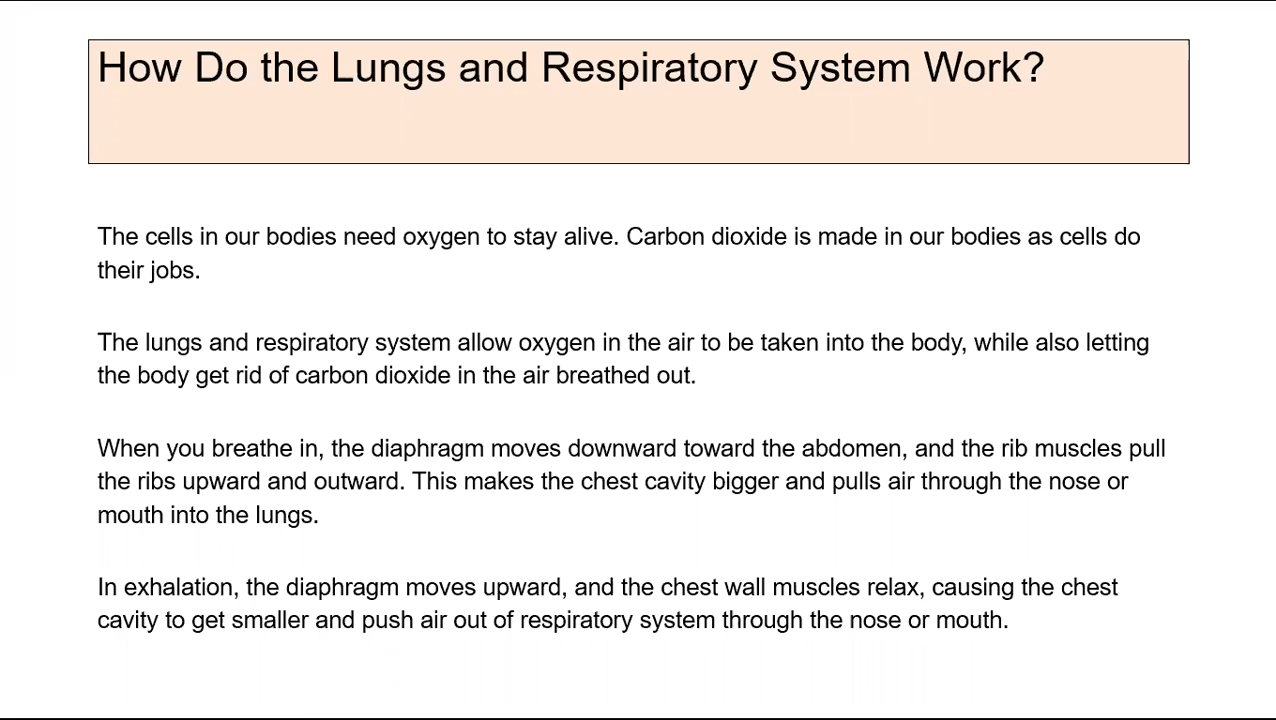 How Do the Lungs and Respiratory System Work?
The cells in our bodies need oxygen to stay alive. Carbon dioxide is made in our bodies as cells do
their jobs.
The lungs and respiratory system allow oxygen in the air to be taken into the body, while also letting
the body get rid of carbon dioxide in the air breathed out.
When you breathe in, the diaphragm moves downward toward the abdomen, and the rib muscles pull
the ribs upward and outward. This makes the chest cavity bigger and pulls air through the nose or
mouth into the lungs.
In exhalation, the diaphragm moves upward, and the chest wall muscles relax, causing the chest
cavity to get smaller and push air out of respiratory system through the nose or mouth.